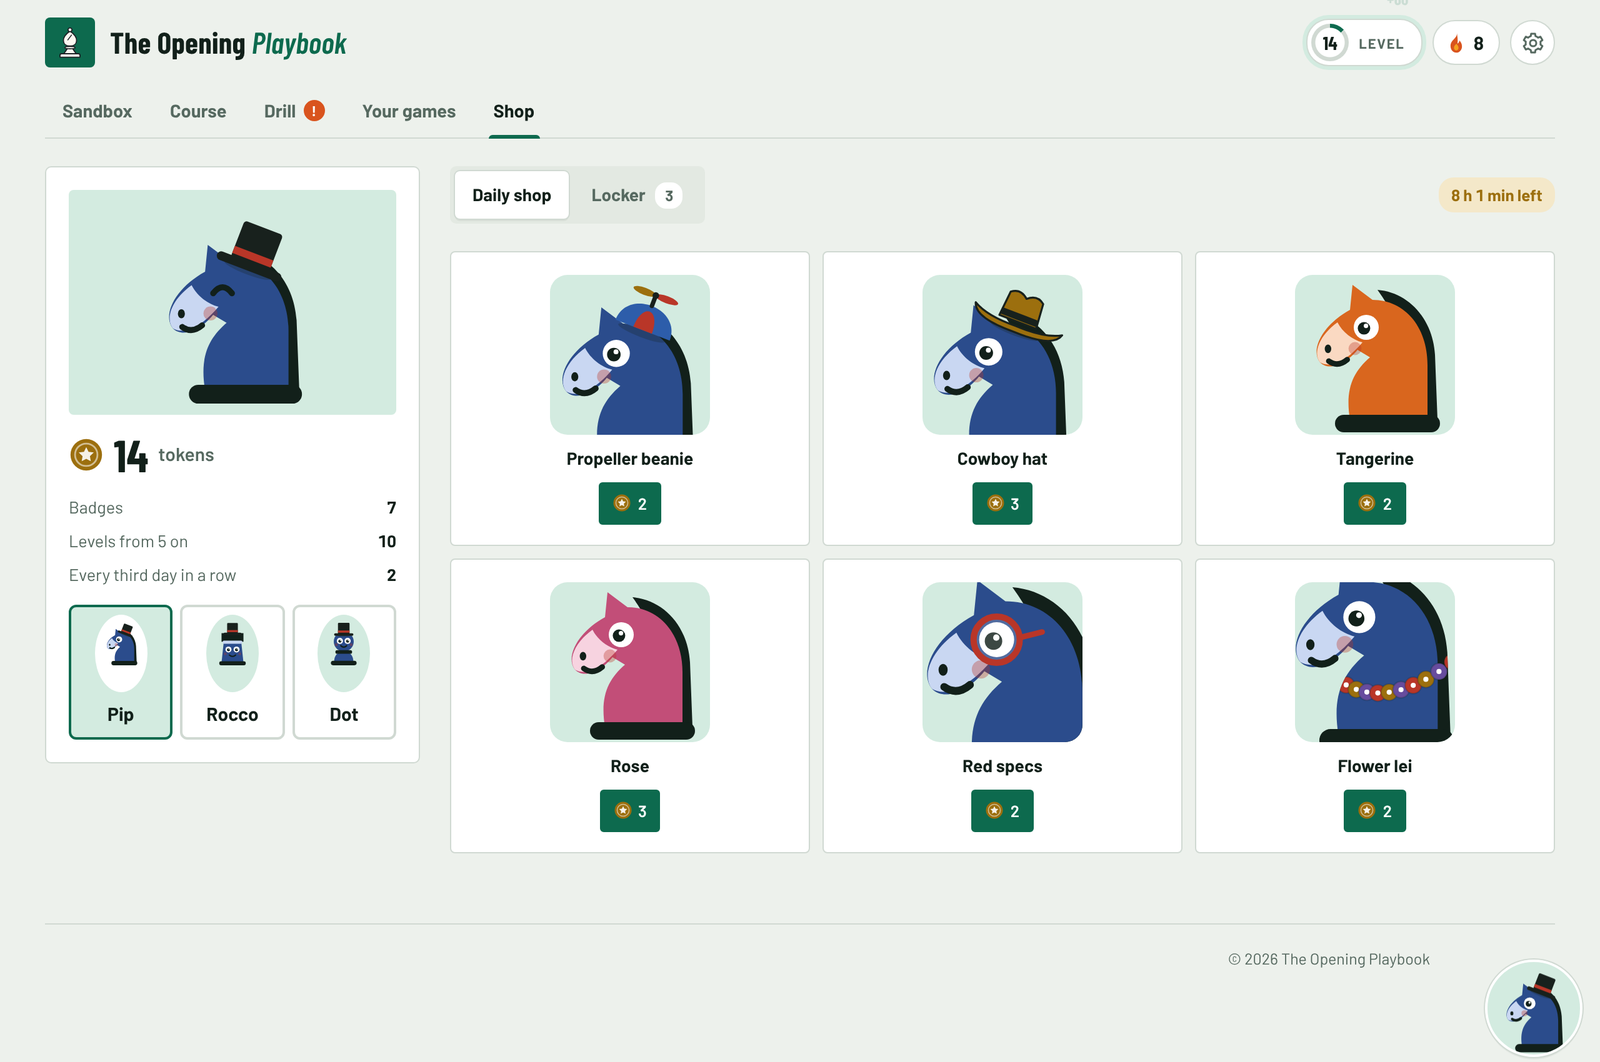 The Opening Playbook
14 LEVEL
8
Sandbox
Course
Drill !
Your games
Shop
14 tokens
Badges 7
Levels from 5 on 10
Every third day in a row 2
Pip
Rocco
Dot
Daily shop
Locker 3
8 h 1 min left
Propeller beanie
2
Cowboy hat
3
Tangerine
2
Rose
3
Red specs
2
Flower lei
2
© 2026 The Opening Playbook